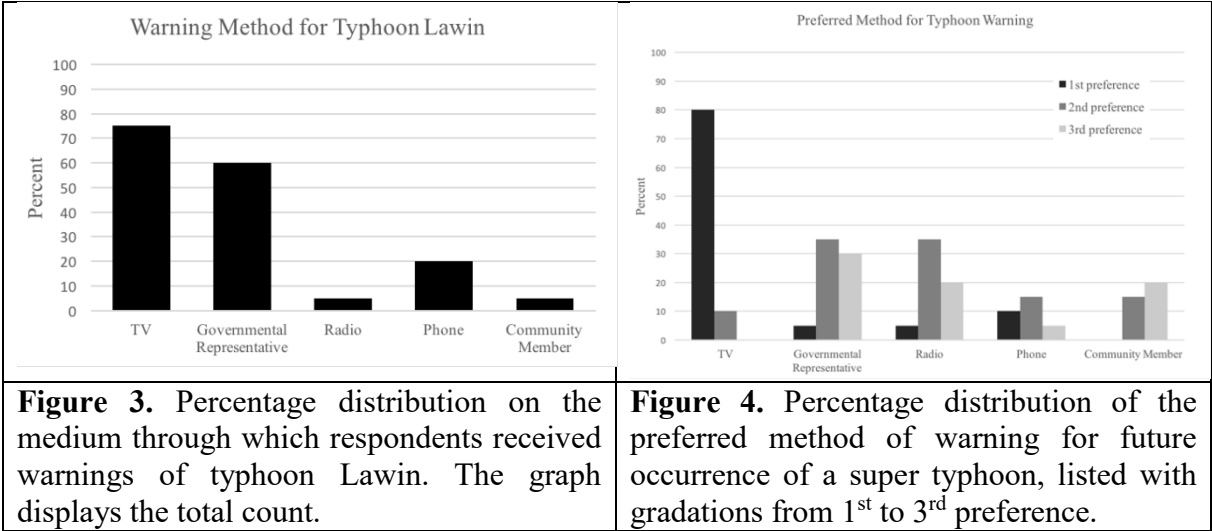 Warning Method for Typhoon Lawin
100
90
80
70
60
50
40
30
20
10
0
Percent
TV
Governmental
Representative
Radio
Phone
Community
Member
Preferred Method for Typhoon Warning
100
90
80
70
60
50
40
30
20
10
0
Percent
1st preference
2nd preference
3rd preference
TV
Governmental
Representative
Radio
Phone
Community Member
Figure 3. Percentage distribution on the
medium through which respondents received
warnings of typhoon Lawin. The graph
displays the total count.
Figure 4. Percentage distribution of the
preferred method of warning for future
occurrence of a super typhoon, listed with
gradations from 1st to 3rd preference.